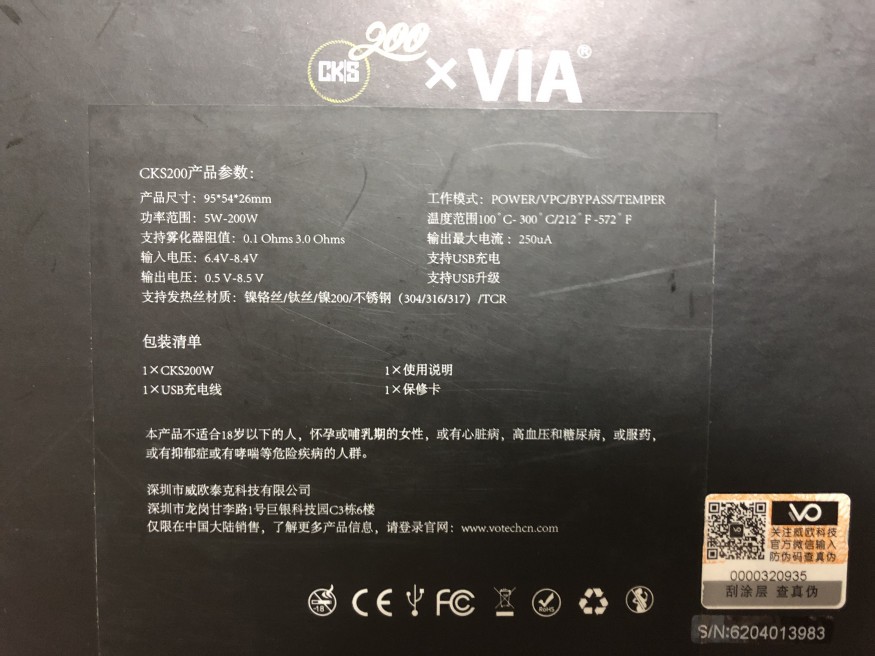 CKS 200 × VIA®
CKS200产品参数：
产品尺寸：95*54*26mm
功率范围：5W-200W
支持雾化器阻值：0.1 Ohms 3.0 Ohms
输入电压：6.4V-8.4V
输出电压：0.5 V-8.5 V
支持发热丝材质：镍铬丝/钛丝/镍200/不锈钢（304/316/317）/TCR
工作模式：POWER/VPC/BYPASS/TEMPER
温度范围100°C- 300°C/212°F -572°F
输出最大电流：250uA
支持USB充电
支持USB升级
包装清单
1×CKS200W
1×USB充电线
1×使用说明
1×保修卡
本产品不适合18岁以下的人，怀孕或哺乳期的女性，或有心脏病，高血压和糖尿病，或服药，
或有抑郁症或有哮喘等危险疾病的人群。
深圳市威欧泰克科技有限公司
深圳市龙岗甘李路1号巨银科技园C3栋6楼
仅限在中国大陆销售，了解更多产品信息，请登录官网：www.votechcn.com
-18 CE FC RoHS
VO
关注威欧科技
官方微信输入
防伪码查真伪
0000320935
刮涂层 查真伪
S/N:6204013983